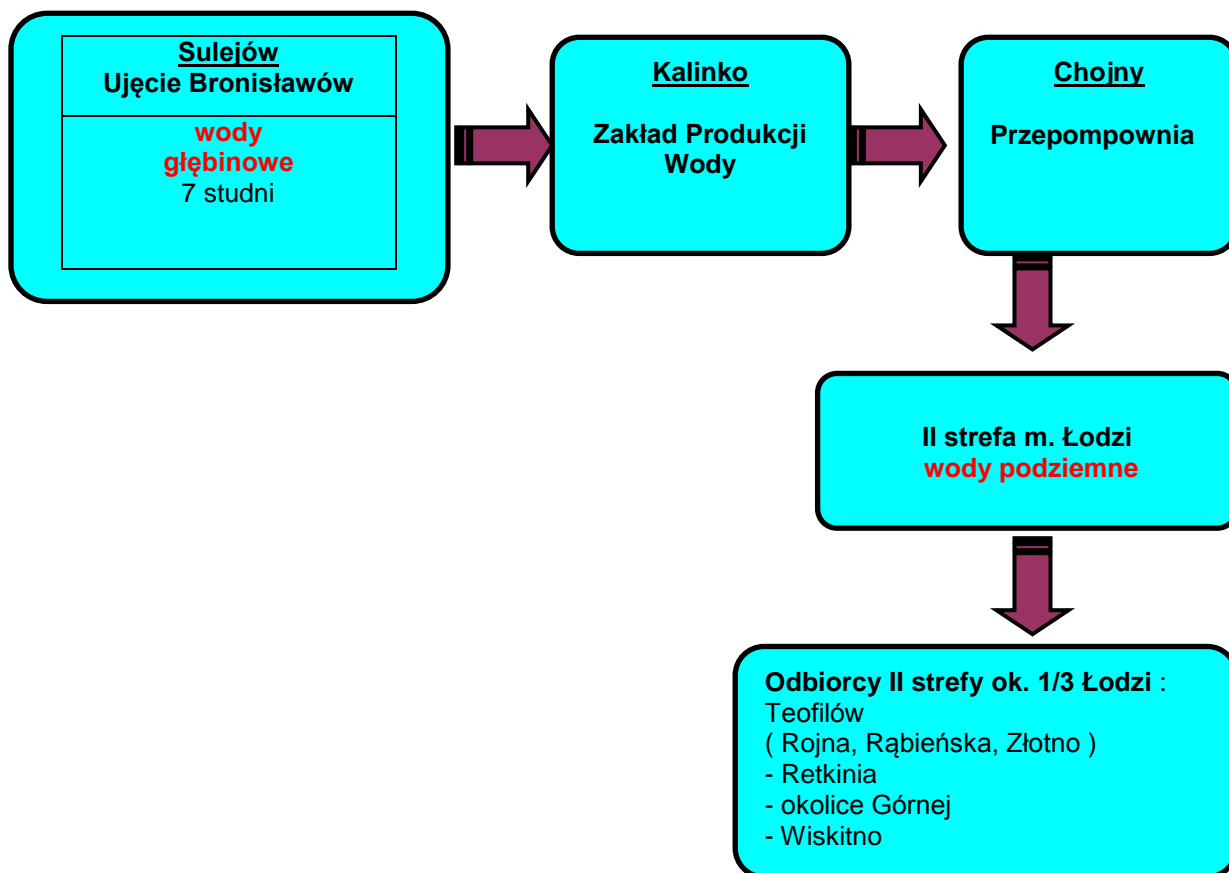 Sulejów
Ujęcie Bronisławów
wody
głębinowe
7 studni
Kalinko
Zakład Produkcji
Wody
Chojny
Przepompownia
II strefa m. Łodzi
wody podziemne
Odbiorcy II strefy ok. 1/3 Łodzi :
Teofilów
( Rojna, Rąbieńska, Złotno )
- Retkinia
- okolice Górnej
- Wiskitno